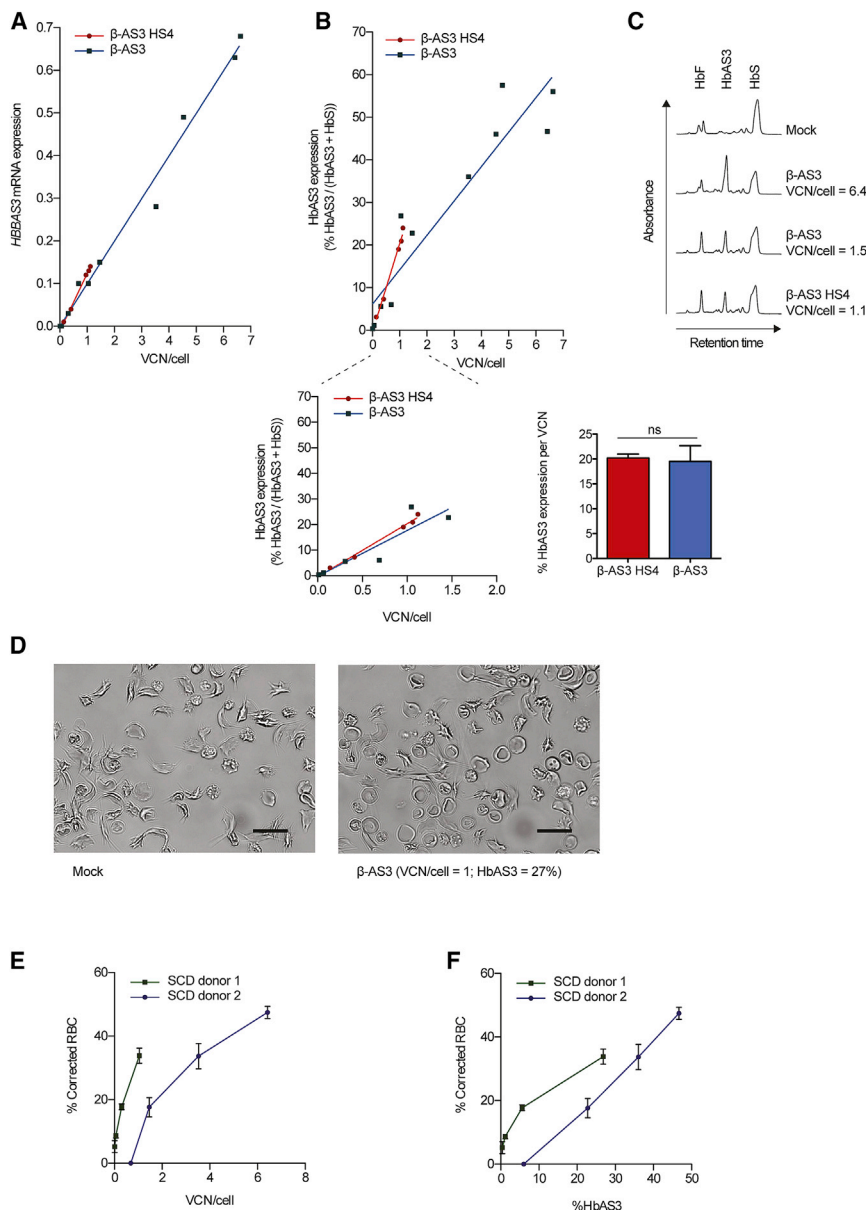 A
β-AS3 HS4
β-AS3
HBBAS3 mRNA expression
0.7
0.6
0.5
0.4
0.3
0.2
0.1
0.0
0 1 2 3 4 5 6 7
VCN/cell
B
β-AS3 HS4
β-AS3
HbAS3 expression
(% HbAS3 / (HbAS3 + HbS))
70
60
50
40
30
20
10
0
0 1 2 3 4 5 6 7
VCN/cell
C
HbF
HbAS3
HbS
Absorbance
Mock
β-AS3
VCN/cell = 6.4
β-AS3
VCN/cell = 1.5
β-AS3 HS4
VCN/cell = 1.1
Retention time
β-AS3 HS4
β-AS3
HbAS3 expression
(% HbAS3 / (HbAS3 + HbS))
70
60
50
40
30
20
10
0
0.0 0.5 1.0 1.5 2.0
VCN/cell
% HbAS3 expression per VCN
ns
25
20
15
10
5
0
β-AS3 HS4 β-AS3
D
Mock
β-AS3 (VCN/cell = 1; HbAS3 = 27%)
E
SCD donor 1
SCD donor 2
% Corrected RBC
60
40
20
0
0 2 4 6 8
VCN/cell
F
SCD donor 1
SCD donor 2
% Corrected RBC
60
40
20
0
0 10 20 30 40 50
%HbAS3